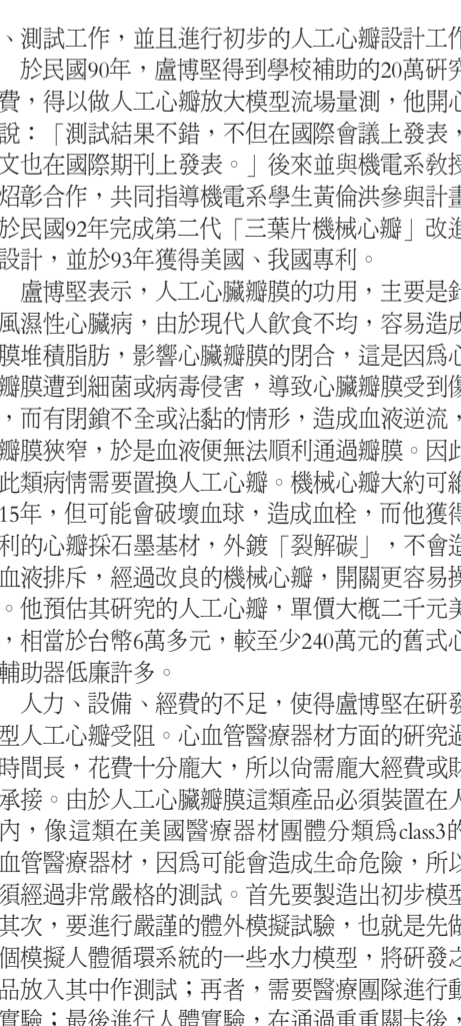 、測試工作，並且進行初步的人工心瓣設計工作
於民國90年，盧博堅得到學校補助的20萬研究
費，得以做人工心瓣放大模型流場量測，他開心
說：「測試結果不錯，不但在國際會議上發表，
文也在國際期刊上發表。」後來並與機電系教授
炤彰合作，共同指導機電系學生黃倫洪參與計畫
於民國92年完成第二代「三葉片機械心瓣」改進
設計，並於93年獲得美國、我國專利。
盧博堅表示，人工心臟瓣膜的功用，主要是針
風濕性心臟病，由於現代人飲食不均，容易造成
膜堆積脂肪，影響心臟瓣膜的閉合，這是因為心
瓣膜遭到細菌或病毒侵害，導致心臟瓣膜受到傷
，而有閉鎖不全或沾黏的情形，造成血液逆流，
瓣膜狹窄，於是血液便無法順利通過瓣膜。因此
此類病情需要置換人工心瓣。機械心瓣大約可維
15年，但可能會破壞血球，造成血栓，而他獲得
利的心瓣採石墨基材，外鍍「裂解碳」，不會造
血液排斥，經過改良的機械心瓣，開關更容易操
。他預估其研究的人工心瓣，單價大概二千元美
，相當於台幣6萬多元，較至少240萬元的舊式心
輔助器低廉許多。
人力、設備、經費的不足，使得盧博堅在研發
型人工心瓣受阻。心血管醫療器材方面的研究過
時間長，花費十分龐大，所以尚需龐大經費或財
承接。由於人工心臟瓣膜這類產品必須裝置在人
內，像這類在美國醫療器材團體分類為class3的
血管醫療器材，因為可能會造成生命危險，所以
須經過非常嚴格的測試。首先要製造出初步模型
其次，要進行嚴謹的體外模擬試驗，也就是先做
個模擬人體循環系統的一些水力模型，將研發之
品放入其中作測試；再者，需要醫療團隊進行動
實驗；最後進行人體實驗，在通過重重關卡後，